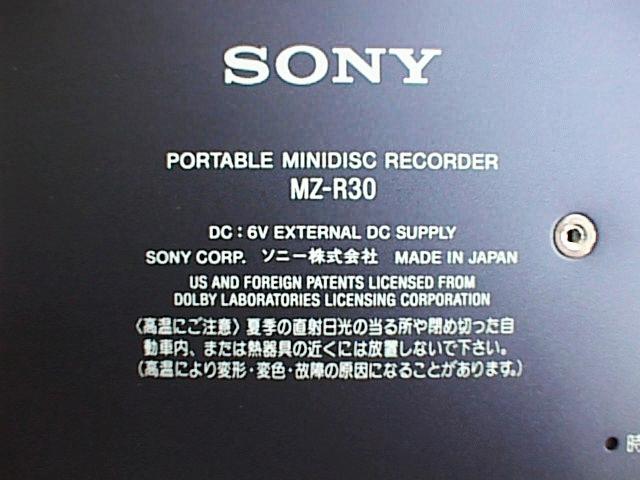 SONY
PORTABLE MINIDISC RECORDER
MZ-R30
DC : 6V EXTERNAL DC SUPPLY
SONY CORP. ソニー株式会社 MADE IN JAPAN
US AND FOREIGN PATENTS LICENSED FROM
DOLBY LABORATORIES LICENSING CORPORATION
〈高温にご注意〉夏季の直射日光の当る所や閉め切った自
動車内、または熱器具の近くには放置しないで下さい。
(高温により変形・変色・故障の原因になることがあります。)
時